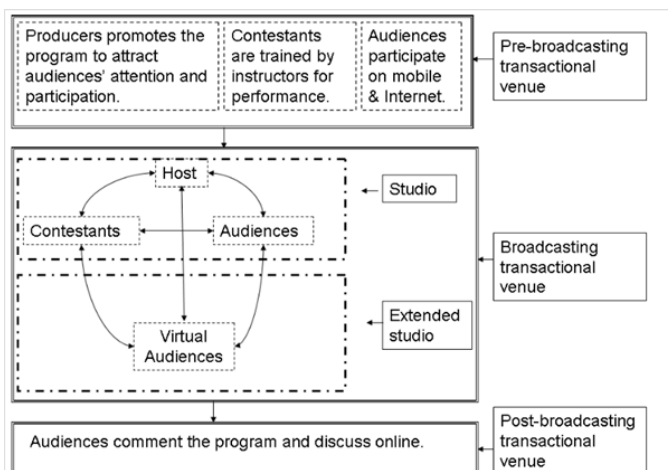 Producers promotes the
program to attract
audiences' attention and
participation.
Contestants
are trained by
instructors for
performance.
Audiences
participate
on mobile
& Internet.
Pre-broadcasting
transactional
venue
Host
Studio
Contestants
Audiences
Broadcasting
transactional
venue
Extended
studio
Virtual
Audiences
Audiences comment the program and discuss online.
Post-broadcasting
transactional
venue